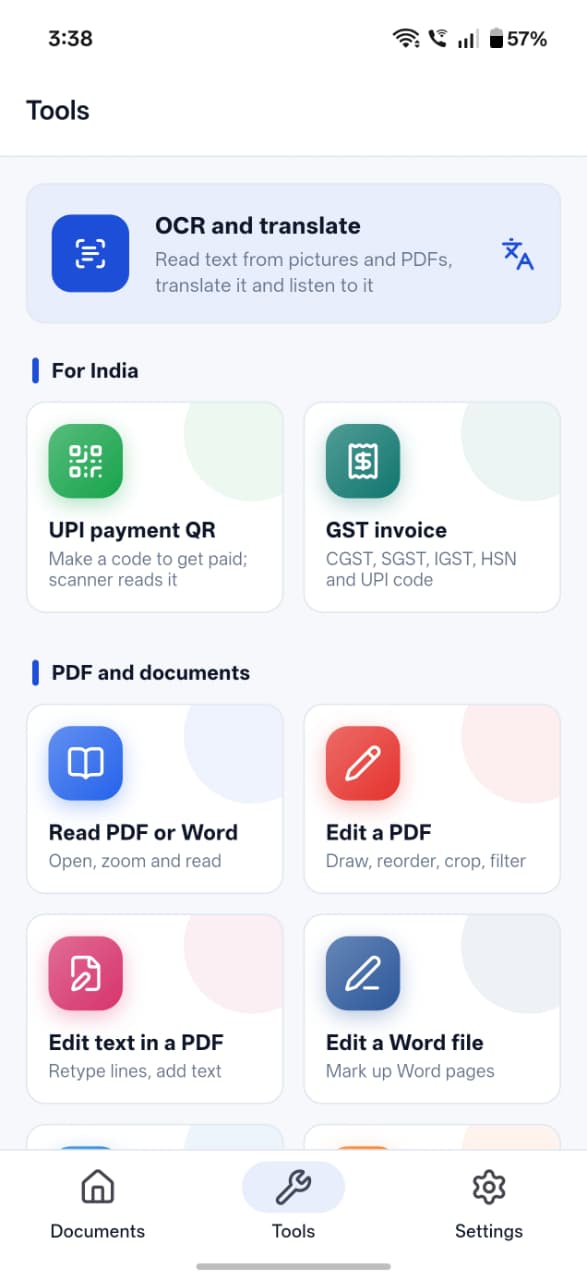 3:38
57%
Tools
OCR and translate
Read text from pictures and PDFs,
translate it and listen to it
For India
UPI payment QR
Make a code to get paid;
scanner reads it
GST invoice
CGST, SGST, IGST, HSN
and UPI code
PDF and documents
Read PDF or Word
Open, zoom and read
Edit a PDF
Draw, reorder, crop, filter
Edit text in a PDF
Retype lines, add text
Edit a Word file
Mark up Word pages
Documents
Tools
Settings